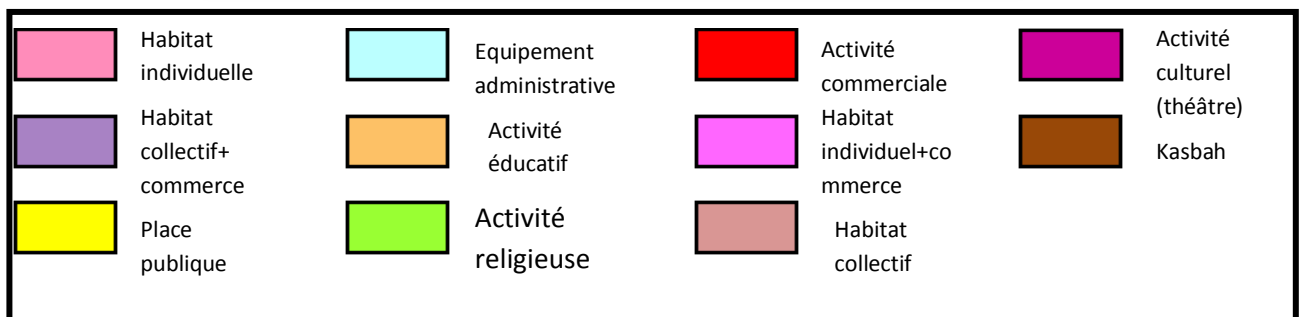 Habitat
individuelle
Equipement
administrative
Activité
commerciale
Activité
culturel
(théâtre)
Habitat
collectif+
commerce
Activité
éducatif
Habitat
individuel+co
mmerce
Kasbah
Place
publique
Activité
religieuse
Habitat
collectif